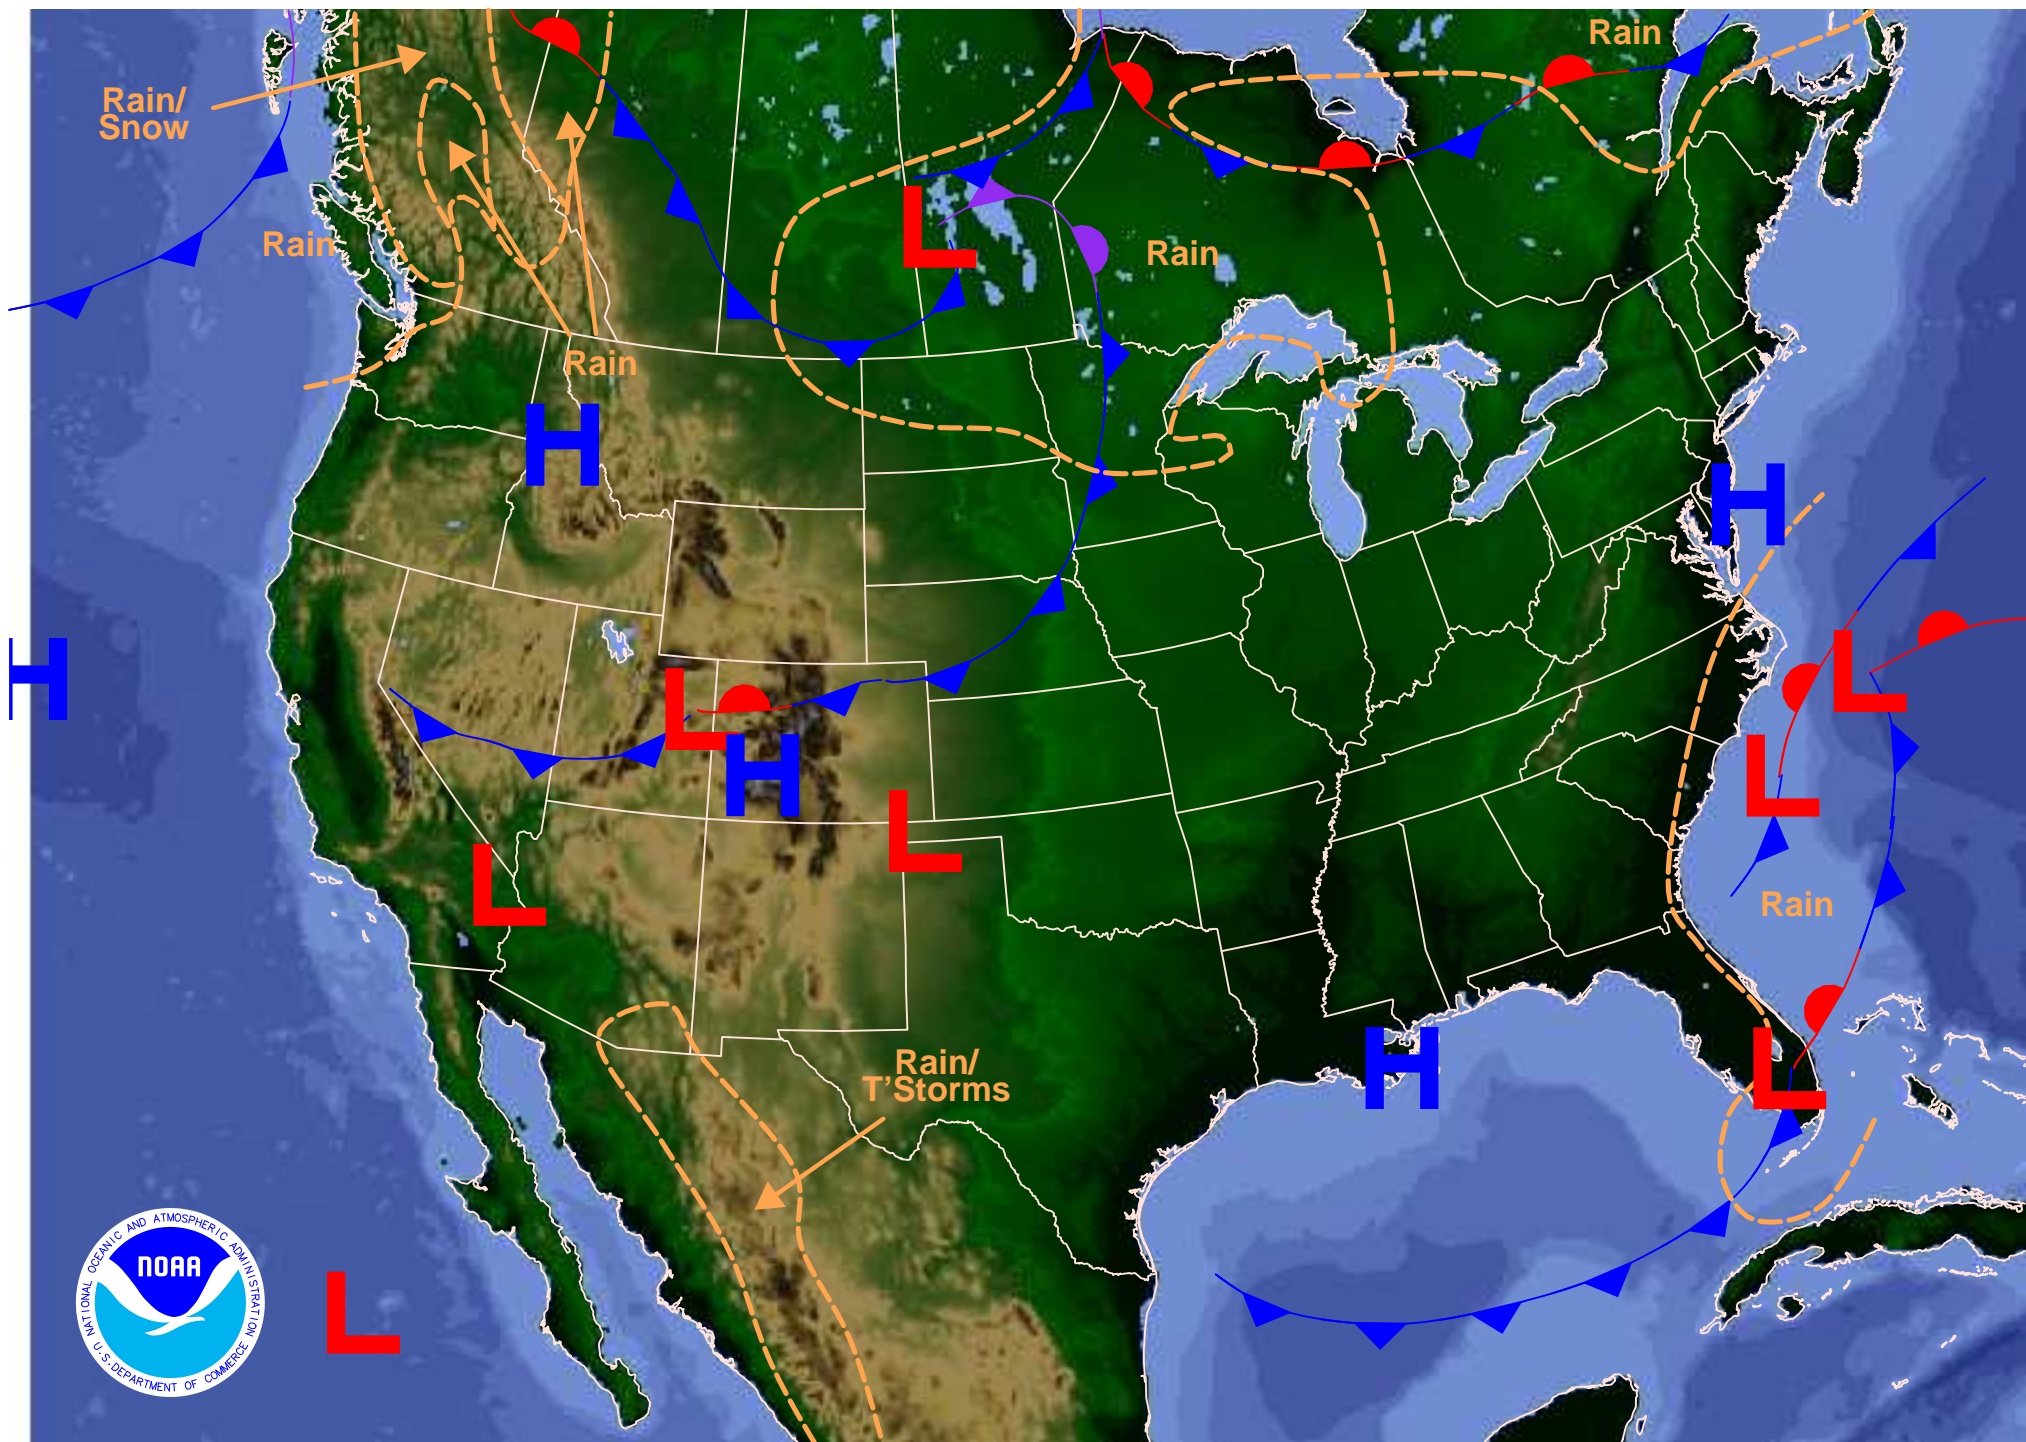 Rain
Rain/
Snow
Rain
Rain
L
Rain
H
H
H
L
L
H
L
L
L
Rain
Rain/
T'Storms
H
L
L
NOAA
NATIONAL OCEANIC AND ATMOSPHERIC ADMINISTRATION
U.S. DEPARTMENT OF COMMERCE